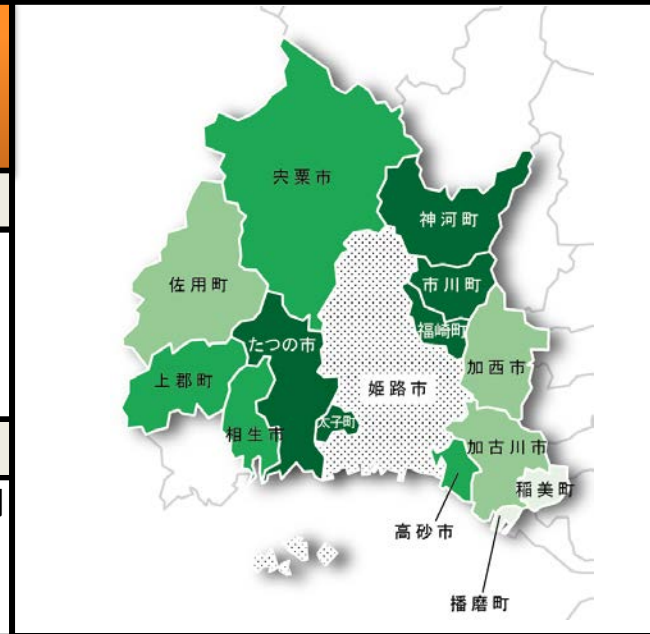 宍粟市
神河町
市川町
佐用町
福崎町
たつの市
加西市
上郡町
姫路市
太子町
相生市
加古川市
稲美町
高砂市
播磨町